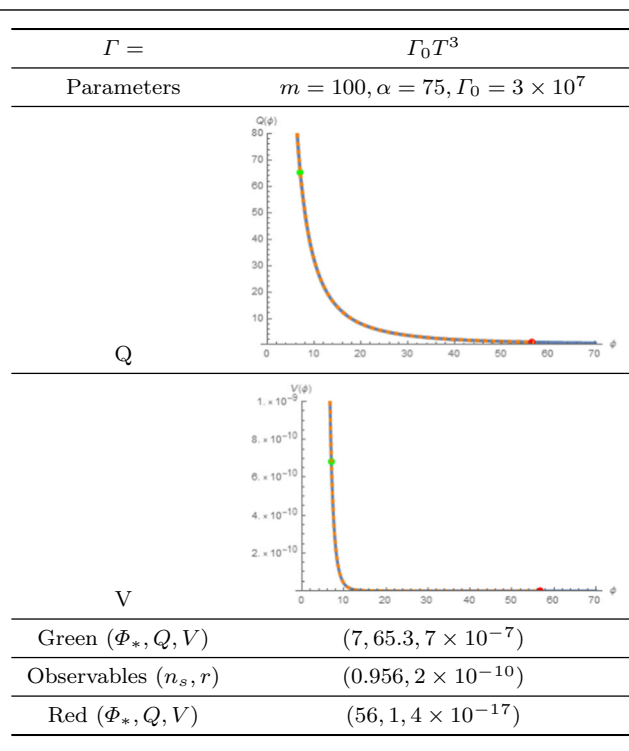 Γ = Γ₀T³
Parameters m = 100, α = 75, Γ₀ = 3 × 10⁷
Q(ϕ)
80
70
60
50
40
30
20
10
0 10 20 30 40 50 60 70 ϕ
Q
V(ϕ)
1. × 10⁻⁹
8. × 10⁻¹⁰
6. × 10⁻¹⁰
4. × 10⁻¹⁰
2. × 10⁻¹⁰
0 10 20 30 40 50 60 70 ϕ
V
Green (Φ*, Q, V) (7, 65.3, 7 × 10⁻⁷)
Observables (nₛ, r) (0.956, 2 × 10⁻¹⁰)
Red (Φ*, Q, V) (56, 1, 4 × 10⁻¹⁷)